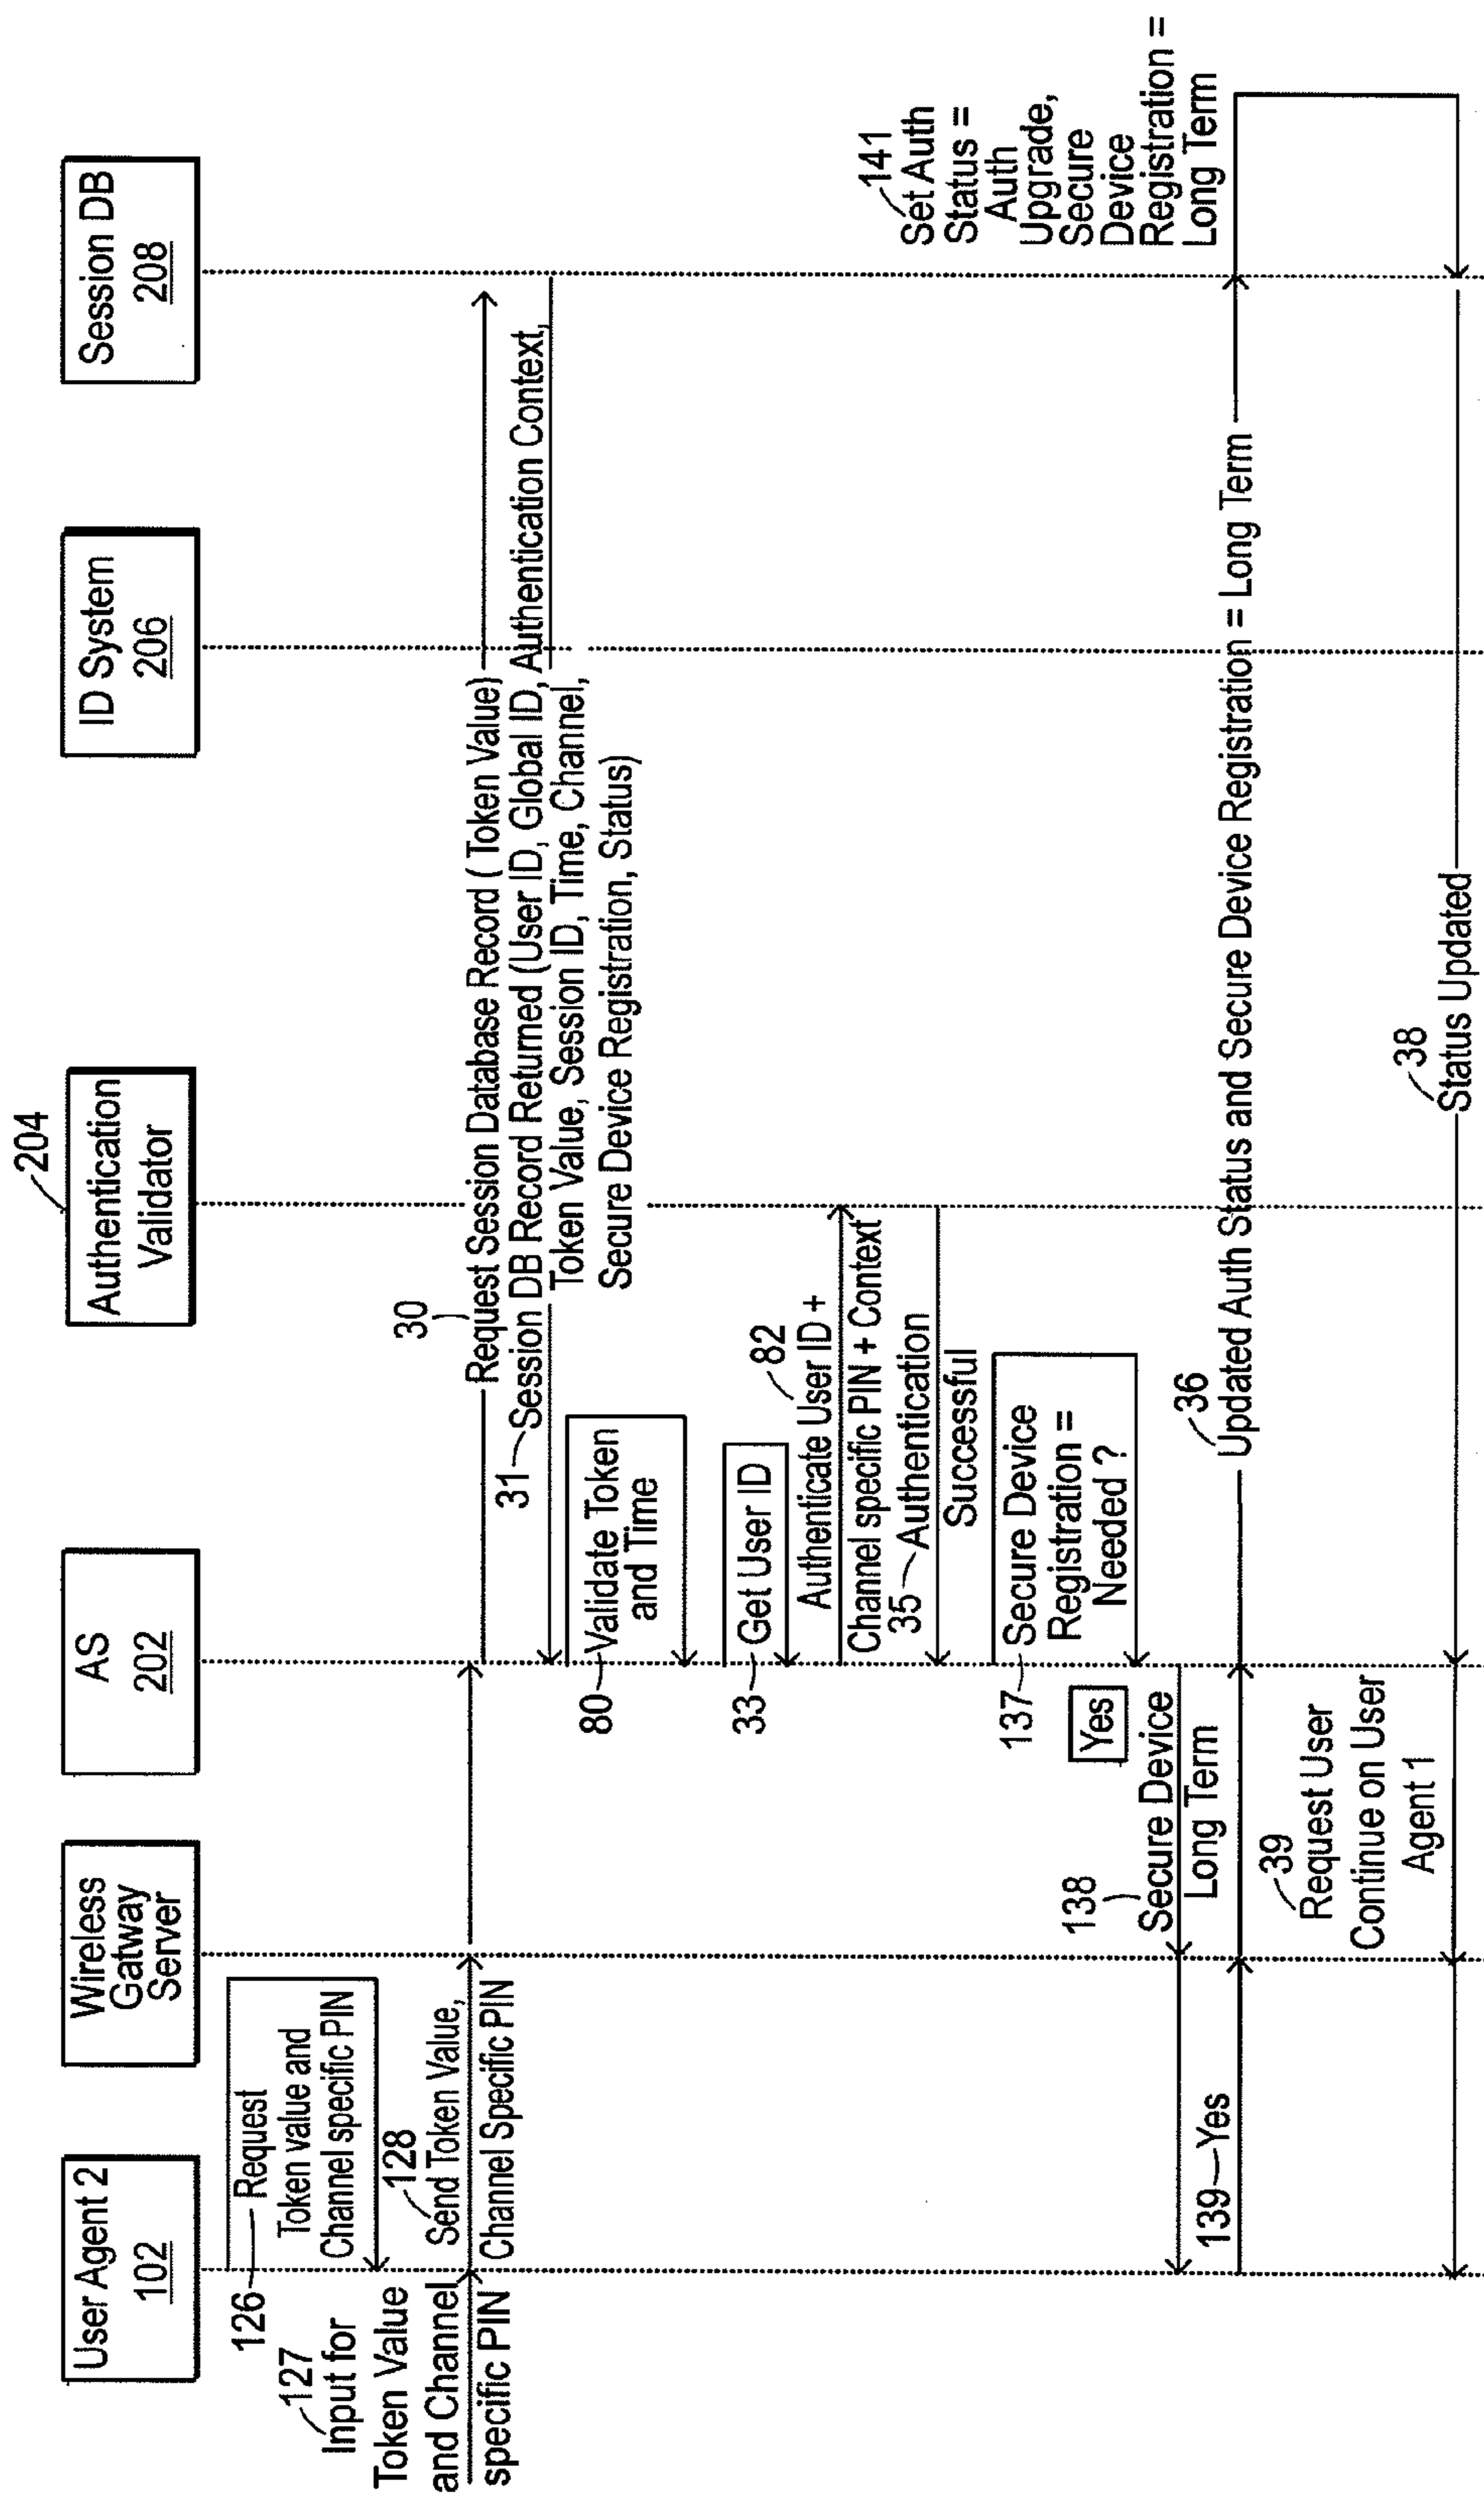 User Agent 2
102
Wireless
Gatway
Server
AS
202
204
Authentication
Validator
ID System
206
Session DB
208
126
Request
Token value and
Channel specific PIN
127
Input for
Token Value
and Channel
specific PIN
128
Send Token Value,
Channel Specific PIN
30
Request Session Database Record ( Token Value)
31
Session DB Record Returned (User ID, Global ID, Authentication Context,
Token Value, Session ID, Time, Channel,
Secure Device Registration, Status)
80
Validate Token
and Time
33
Get User ID
82
Authenticate User ID +
Channel specific PIN + Context
35
Authentication
Successful
137
Secure Device
Registration =
Needed ?
Yes
138
Secure Device
Long Term
139
Yes
36
Updated Auth Status and Secure Device Registration = Long Term
141
Set Auth
Status =
Auth
Upgrade,
Secure
Device
Registration =
Long Term
39
Request User
Continue on User
Agent 1
38
Status Updated